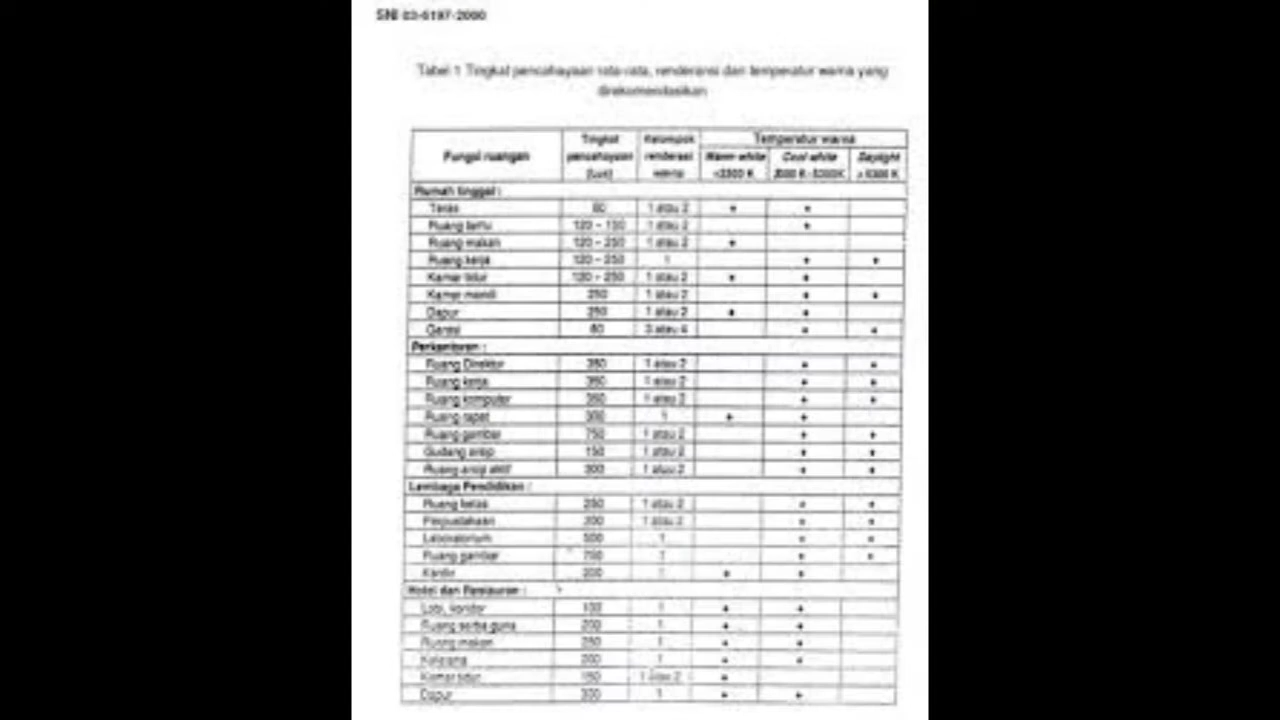 SNI 03-6197-2000
Tabel 1 Tingkat pencahayaan rata-rata, renderansi dan temperatur warna yang
direkomendasikan
Fungsi ruangan Tingkat pencahayaan (Lux) Kelompok renderasi warna Temperatur warna
Warm white <3300 K Cool white 5300K Daylight > 5300 K
Rumah tinggal :
Teras 60 1 atau 2
Ruang tamu 120 – 1 atau 2
Ruang makan 120 – 250 1 atau 2
Ruang kerja 120 – 250 1
Kamar tidur 120 – 250 1 atau 2
Kamar mandi 250 1 atau 2
Dapur 250 1 atau 2
Garasi 60 3 atau 4
Perkantoran :
Ruang Direktur 350 1 atau 2
Ruang kerja 350 1 atau 2
Ruang komputer 350 1 atau 2
Ruang rapat 300 1
Ruang gambar 750 1 atau 2
Gudang arsip 150 1 atau 2
Ruang arsip aktif 300 1 atau 2
Lembaga Pendidikan :
Ruang kelas 250 1 atau 2
Perpustakaan 1 atau 2
Laboratorium 500 1
Ruang gambar 750 1
Kantin 200 1
Hotel dan Restauran :
Lobi, koridor 100 1
Ruang serba guna 200 1
Ruang makan 250 1
Kafetaria 200 1
Kamar tidur 150 1 atau 2
Dapur 300 1